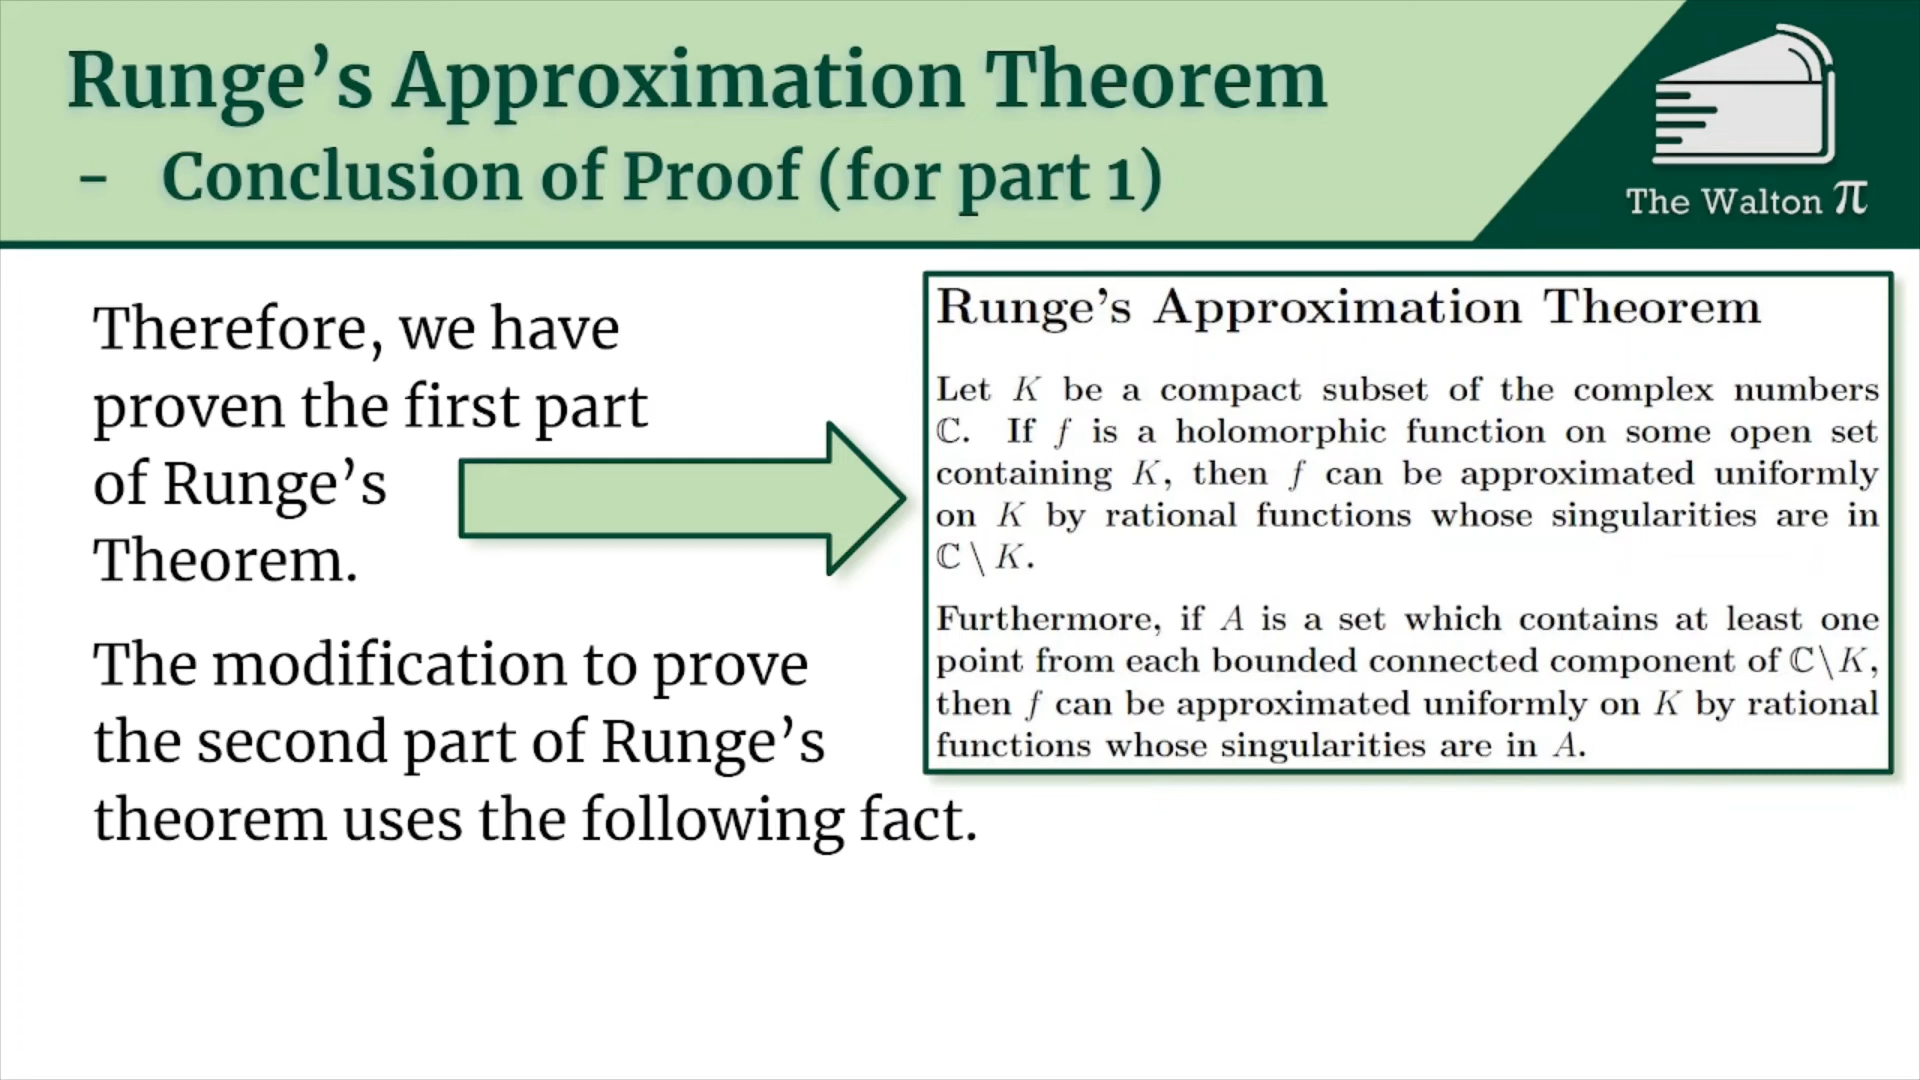 Runge’s Approximation Theorem
- Conclusion of Proof (for part 1)
The Walton π
Therefore, we have
proven the first part
of Runge’s
Theorem.
The modification to prove
the second part of Runge’s
theorem uses the following fact.
Runge’s Approximation Theorem
Let K be a compact subset of the complex numbers
ℂ. If f is a holomorphic function on some open set
containing K, then f can be approximated uniformly
on K by rational functions whose singularities are in
ℂ \ K.
Furthermore, if A is a set which contains at least one
point from each bounded connected component of ℂ\K,
then f can be approximated uniformly on K by rational
functions whose singularities are in A.